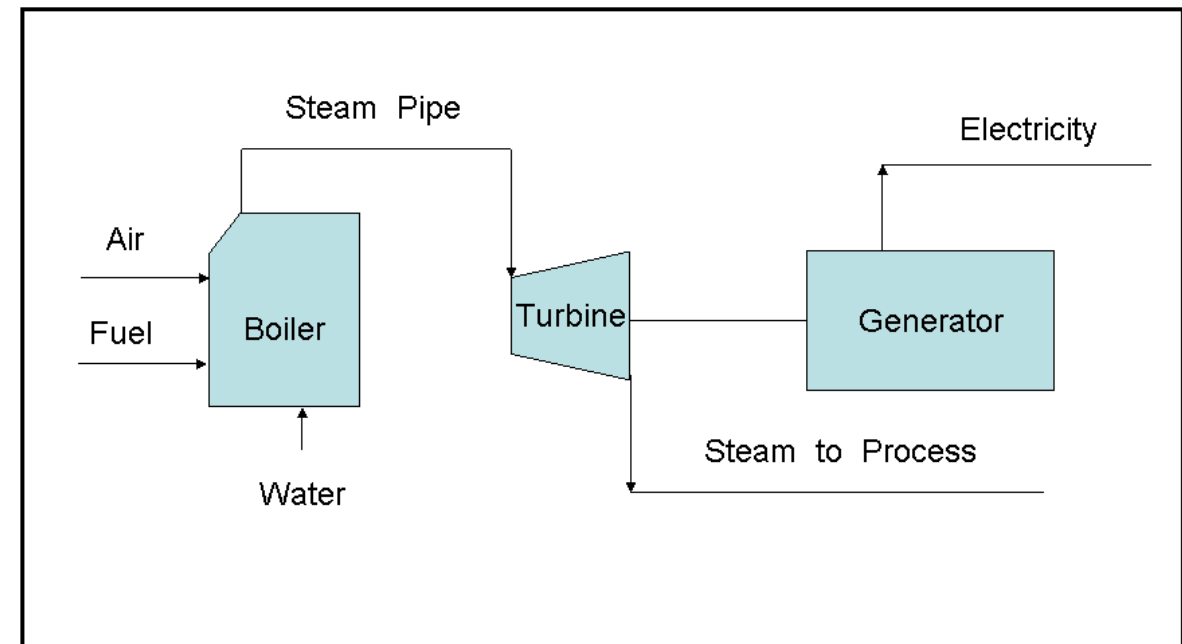 Steam Pipe
Electricity
Air
Fuel
Boiler
Turbine
Generator
Steam to Process
Water